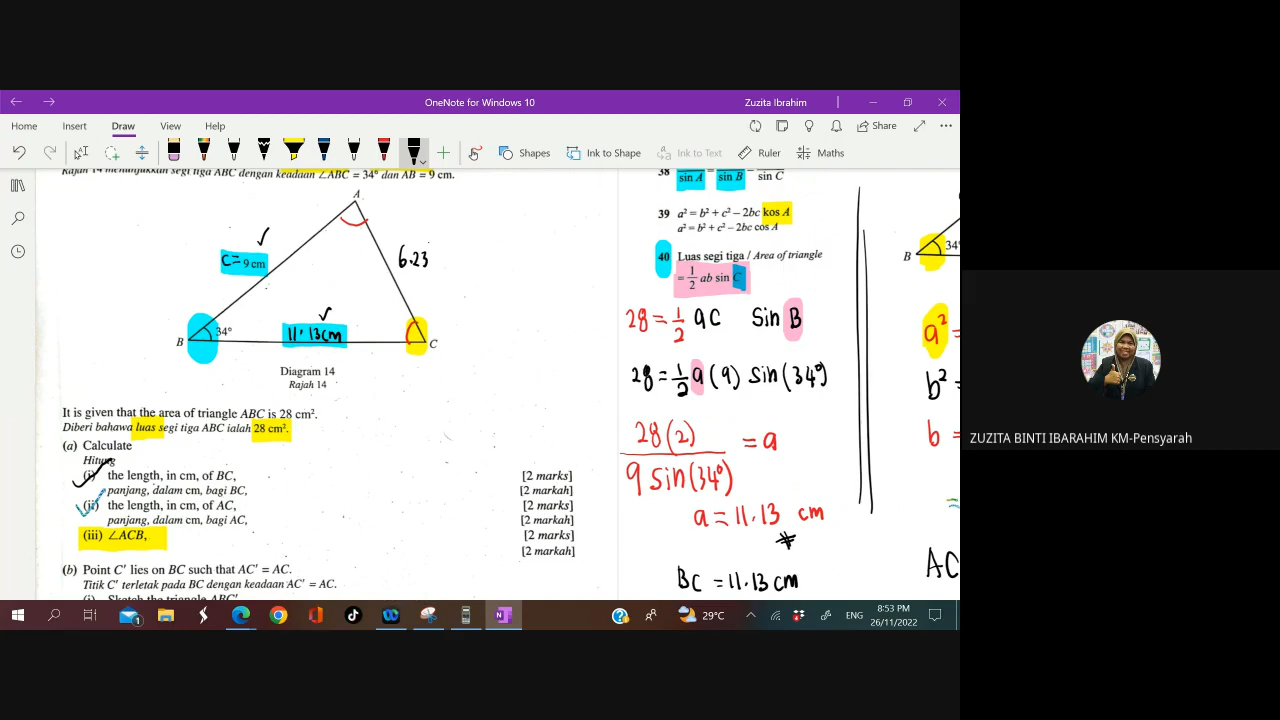 OneNote for Windows 10
Zuzita Ibrahim
Home Insert Draw View Help
Share
Shapes Ink to Shape Ink to Text Ruler Maths
Rajah 14 menunjukkan segi tiga ABC dengan keadaan ∠ABC = 34° dan AB = 9 cm.
A
c = 9 cm
6.23
B
34°
11.13cm
C
Diagram 14
Rajah 14
It is given that the area of triangle ABC is 28 cm².
Diberi bahawa luas segi tiga ABC ialah 28 cm².
(a) Calculate
Hitung
(i) the length, in cm, of BC, [2 marks]
panjang, dalam cm, bagi BC, [2 markah]
(ii) the length, in cm, of AC, [2 marks]
panjang, dalam cm, bagi AC, [2 markah]
(iii) ∠ACB, [2 marks]
[2 markah]
(b) Point C′ lies on BC such that AC′ = AC.
Titik C′ terletak pada BC dengan keadaan AC′ = AC.
(i) Sketch the triangle ABC′
38
sin A = sin B = sin C
39 a² = b² + c² – 2bc kos A
a² = b² + c² – 2bc cos A
40 Luas segi tiga / Area of triangle
= 1/2 ab sin C
28 = 1/2 ac sin B
28 = 1/2 a (9) sin (34°)
28(2) / 9 sin (34°) = a
a = 11.13 cm
BC = 11.13 cm
B
34°
a² =
b² =
b =
AC
ZUZITA BINTI IBARAHIM KM-Pensyarah
29°C
ENG
8:53 PM
26/11/2022